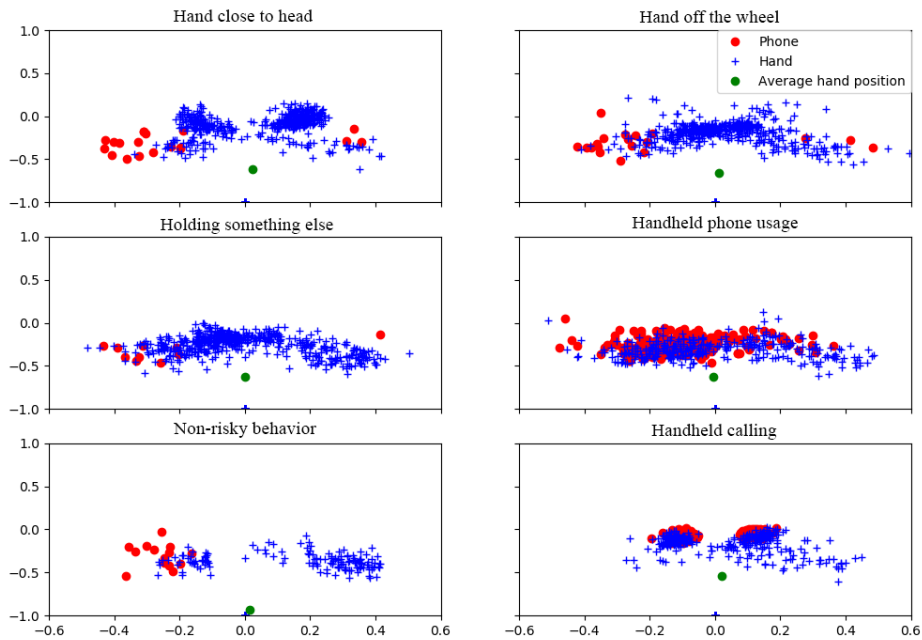 Hand close to head
Hand off the wheel
Phone
Hand
Average hand position
1.0
0.5
0.0
−0.5
−1.0
Holding something else
Handheld phone usage
1.0
0.5
0.0
−0.5
−1.0
Non-risky behavior
Handheld calling
1.0
0.5
0.0
−0.5
−1.0
−0.6 −0.4 −0.2 0.0 0.2 0.4 0.6
−0.6 −0.4 −0.2 0.0 0.2 0.4 0.6